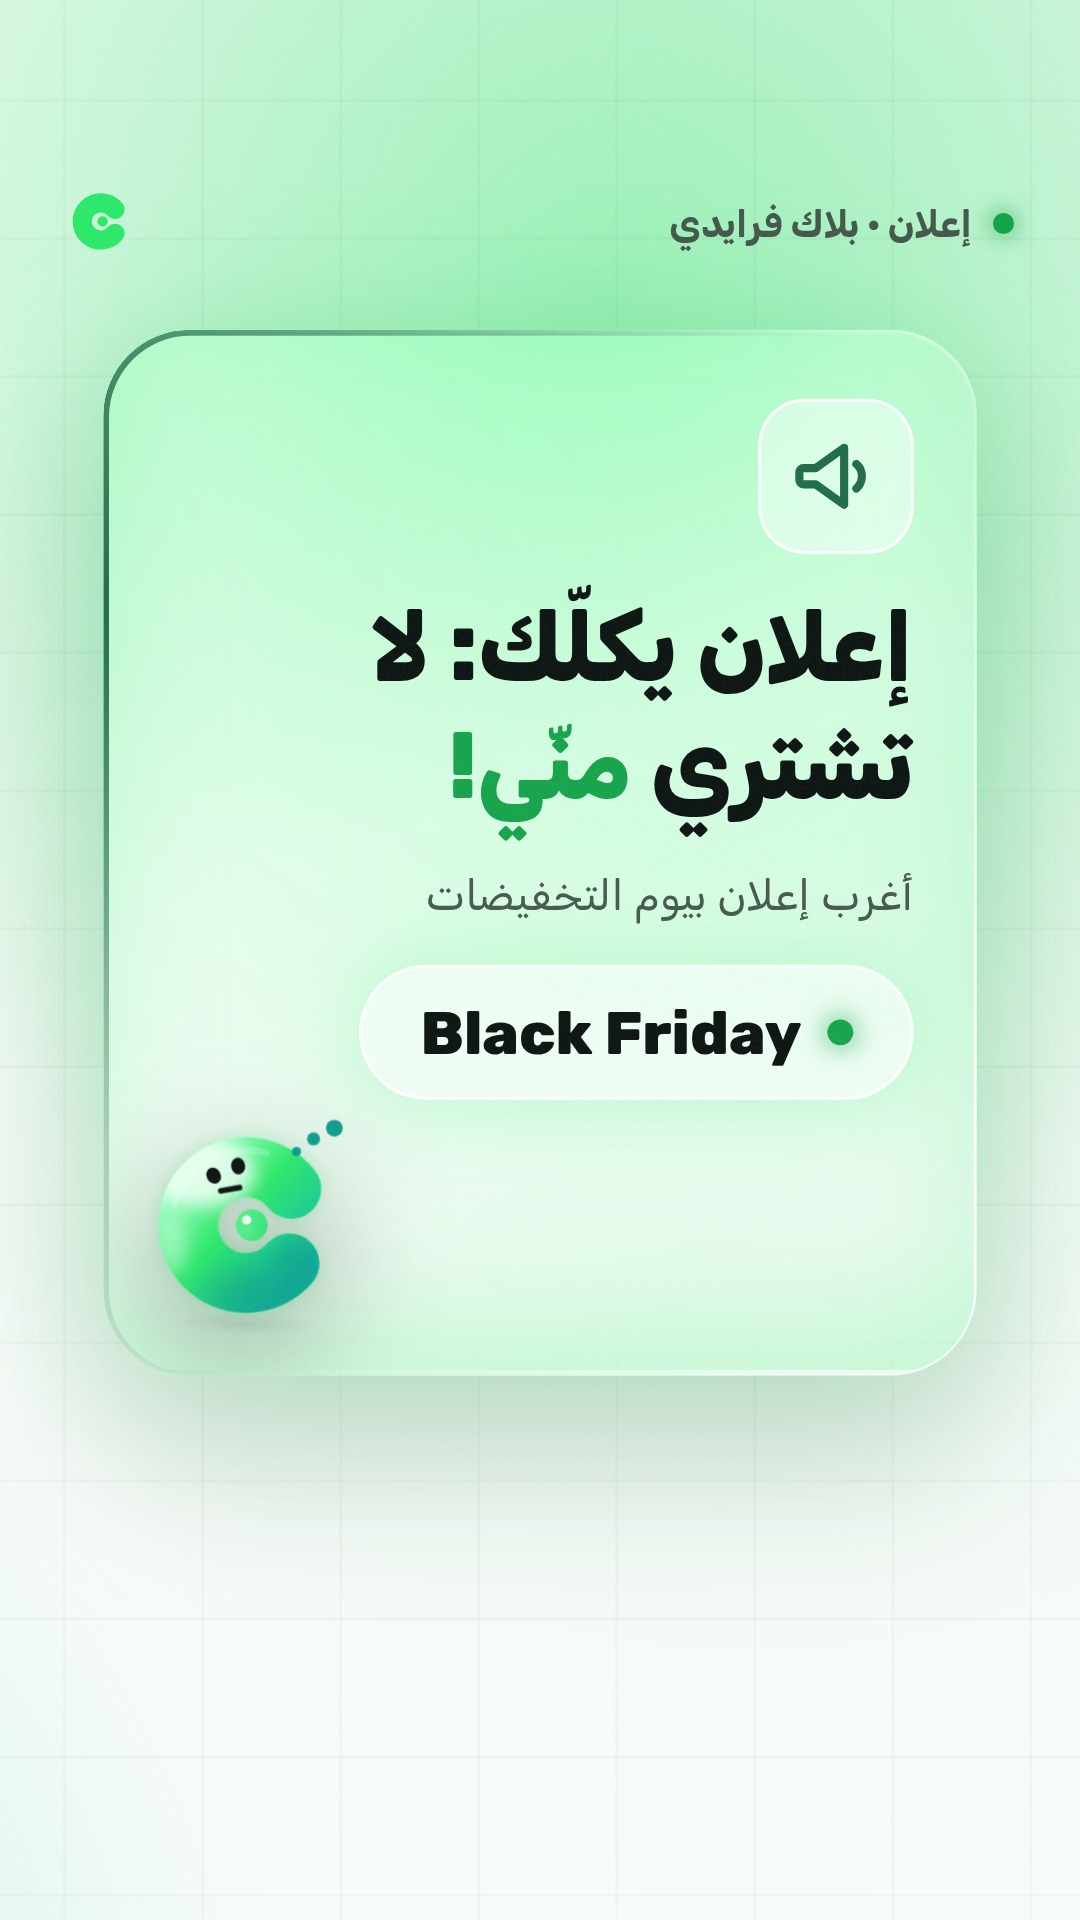 إعلان • بلاك فرايدي
إعلان يكلّك: لا
تشتري منّي!
أغرب إعلان بيوم التخفيضات
Black Friday